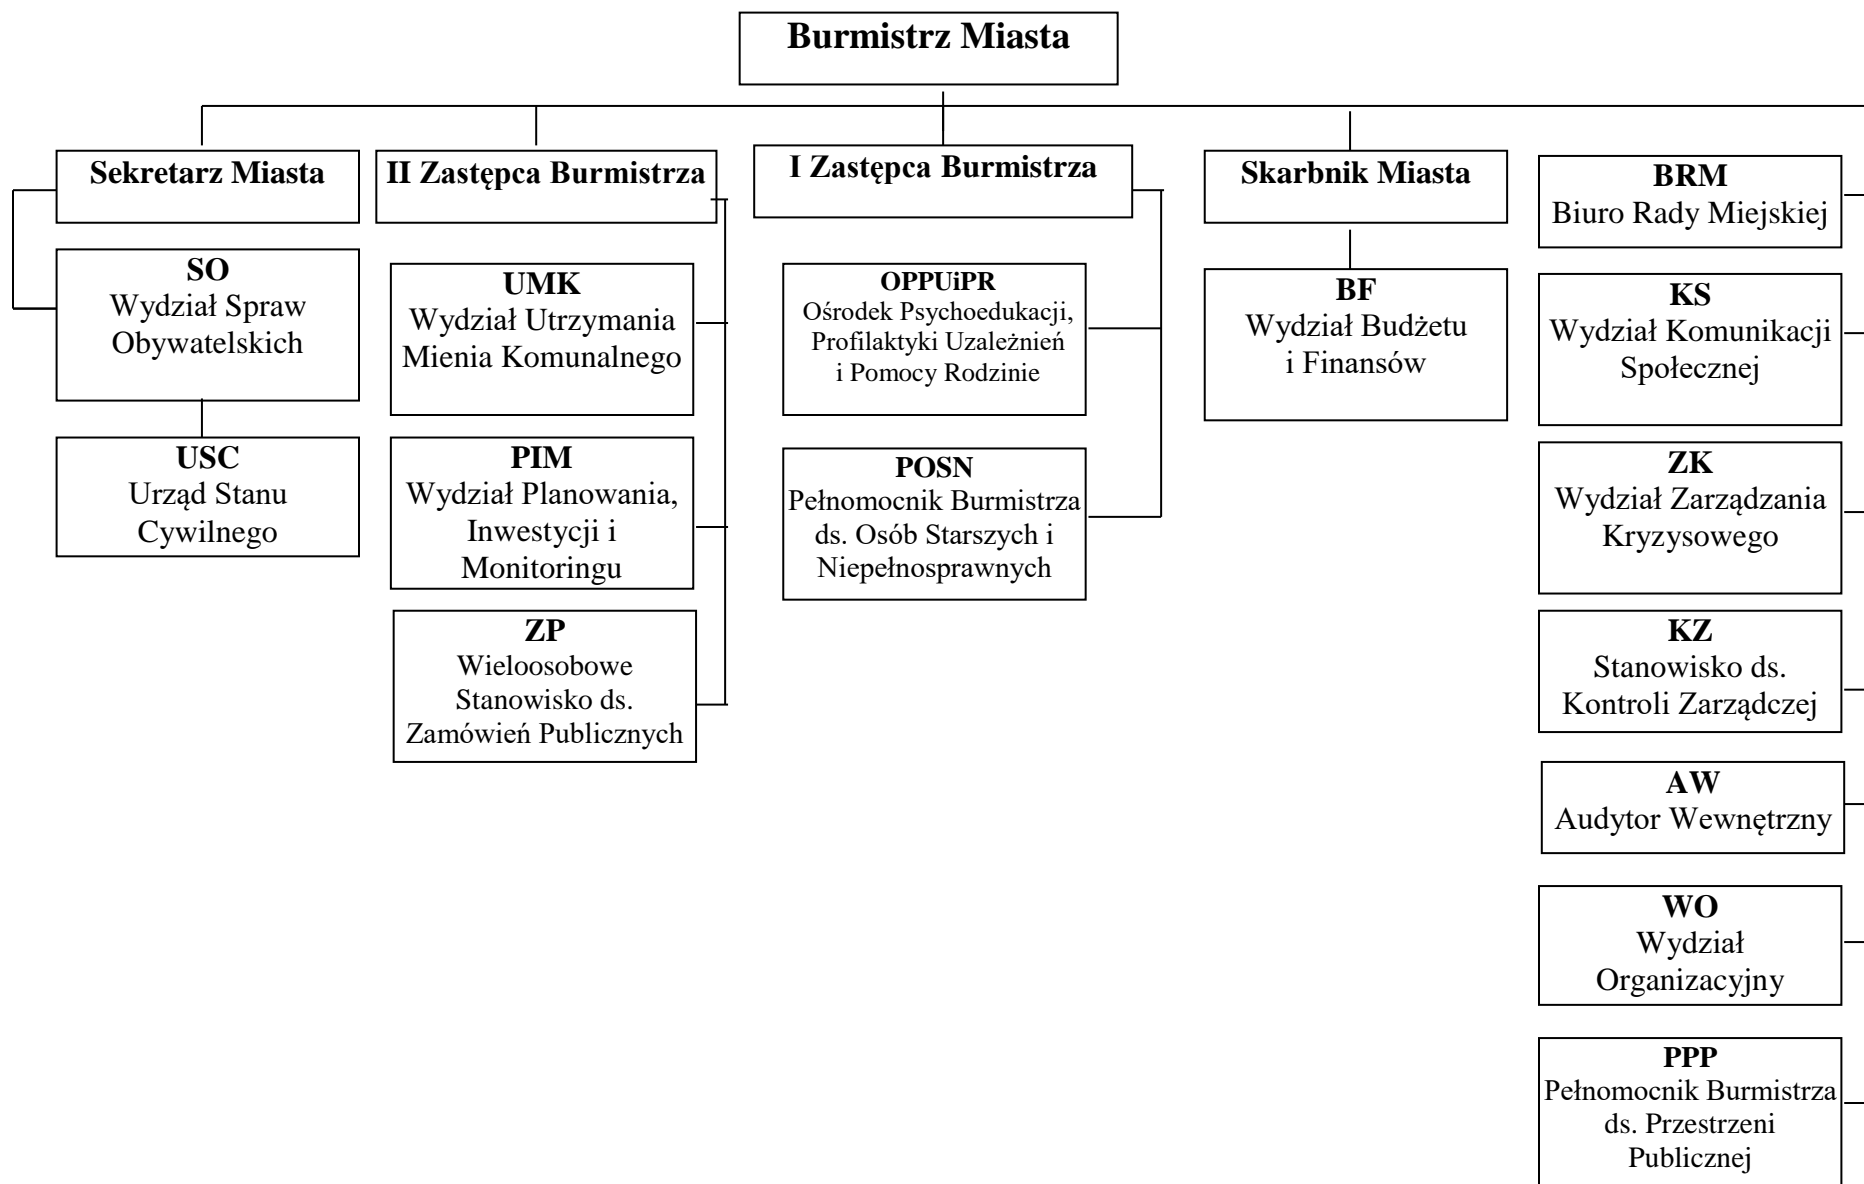 Burmistrz Miasta
Sekretarz Miasta
SO
Wydział Spraw
Obywatelskich
USC
Urząd Stanu
Cywilnego
II Zastępca Burmistrza
UMK
Wydział Utrzymania
Mienia Komunalnego
PIM
Wydział Planowania,
Inwestycji i
Monitoringu
ZP
Wieloosobowe
Stanowisko ds.
Zamówień Publicznych
I Zastępca Burmistrza
OPPUiPR
Ośrodek Psychoedukacji,
Profilaktyki Uzależnień
i Pomocy Rodzinie
POSN
Pełnomocnik Burmistrza
ds. Osób Starszych i
Niepełnosprawnych
Skarbnik Miasta
BF
Wydział Budżetu
i Finansów
BRM
Biuro Rady Miejskiej
KS
Wydział Komunikacji
Społecznej
ZK
Wydział Zarządzania
Kryzysowego
KZ
Stanowisko ds.
Kontroli Zarządczej
AW
Audytor Wewnętrzny
WO
Wydział
Organizacyjny
PPP
Pełnomocnik Burmistrza
ds. Przestrzeni
Publicznej